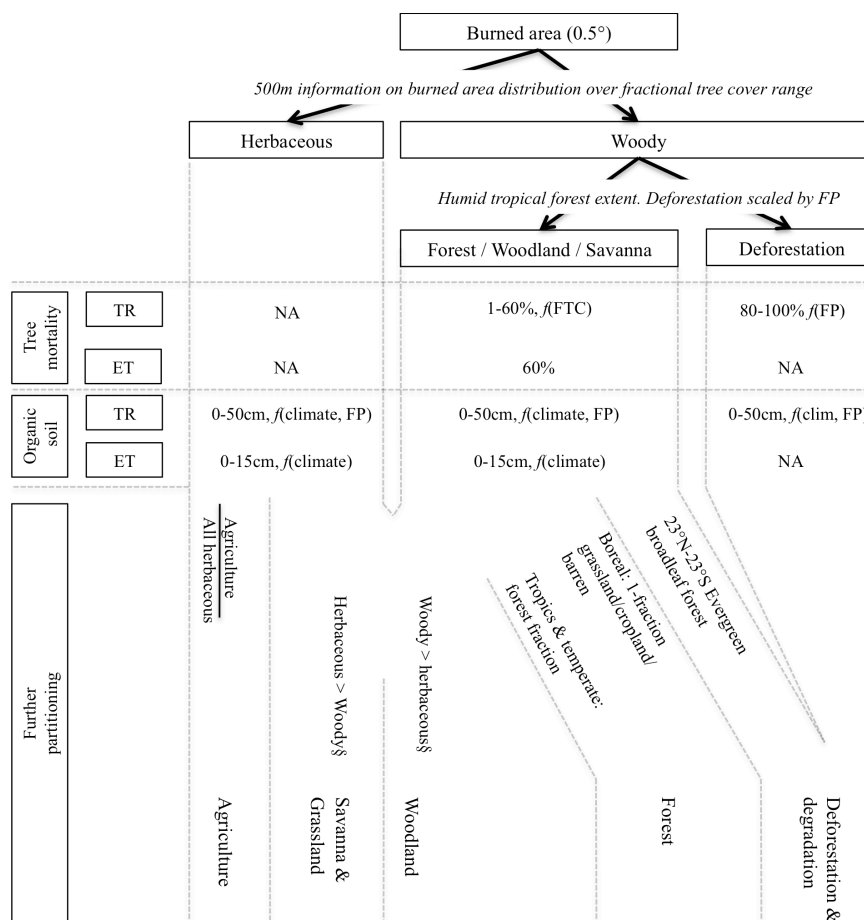 Burned area (0.5°)
500m information on burned area distribution over fractional tree cover range
Herbaceous
Woody
Humid tropical forest extent. Deforestation scaled by FP
Forest / Woodland / Savanna
Deforestation
Tree
mortality
TR
NA
1-60%, f(FTC)
80-100% f(FP)
ET
NA
60%
NA
Organic
soil
TR
0-50cm, f(climate, FP)
0-50cm, f(climate, FP)
0-50cm, f(clim, FP)
ET
0-15cm, f(climate)
0-15cm, f(climate)
NA
Further
partitioning
Agriculture
All herbaceous
Herbaceous > Woody§
Woody > herbaceous§
Tropics & temperate:
forest fraction
Boreal: 1-fraction
grassland/cropland/
barren
23°N-23°S Evergreen
broadleaf forest
Agriculture
Savanna &
Grassland
Woodland
Forest
Deforestation &
degradation